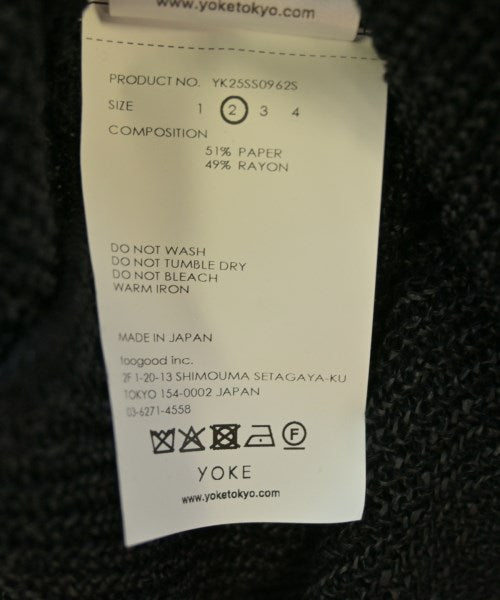 www.yoketokyo.com
PRODUCT NO. YK25SS0962S
SIZE 1 2 3 4
COMPOSITION
51% PAPER
49% RAYON
DO NOT WASH
DO NOT TUMBLE DRY
DO NOT BLEACH
WARM IRON
MADE IN JAPAN
toogood inc.
2F 1-20-13 SHIMOUMA SETAGAYA-KU
TOKYO 154-0002 JAPAN
03-6271-4558
F
YOKE
www.yoketokyo.com